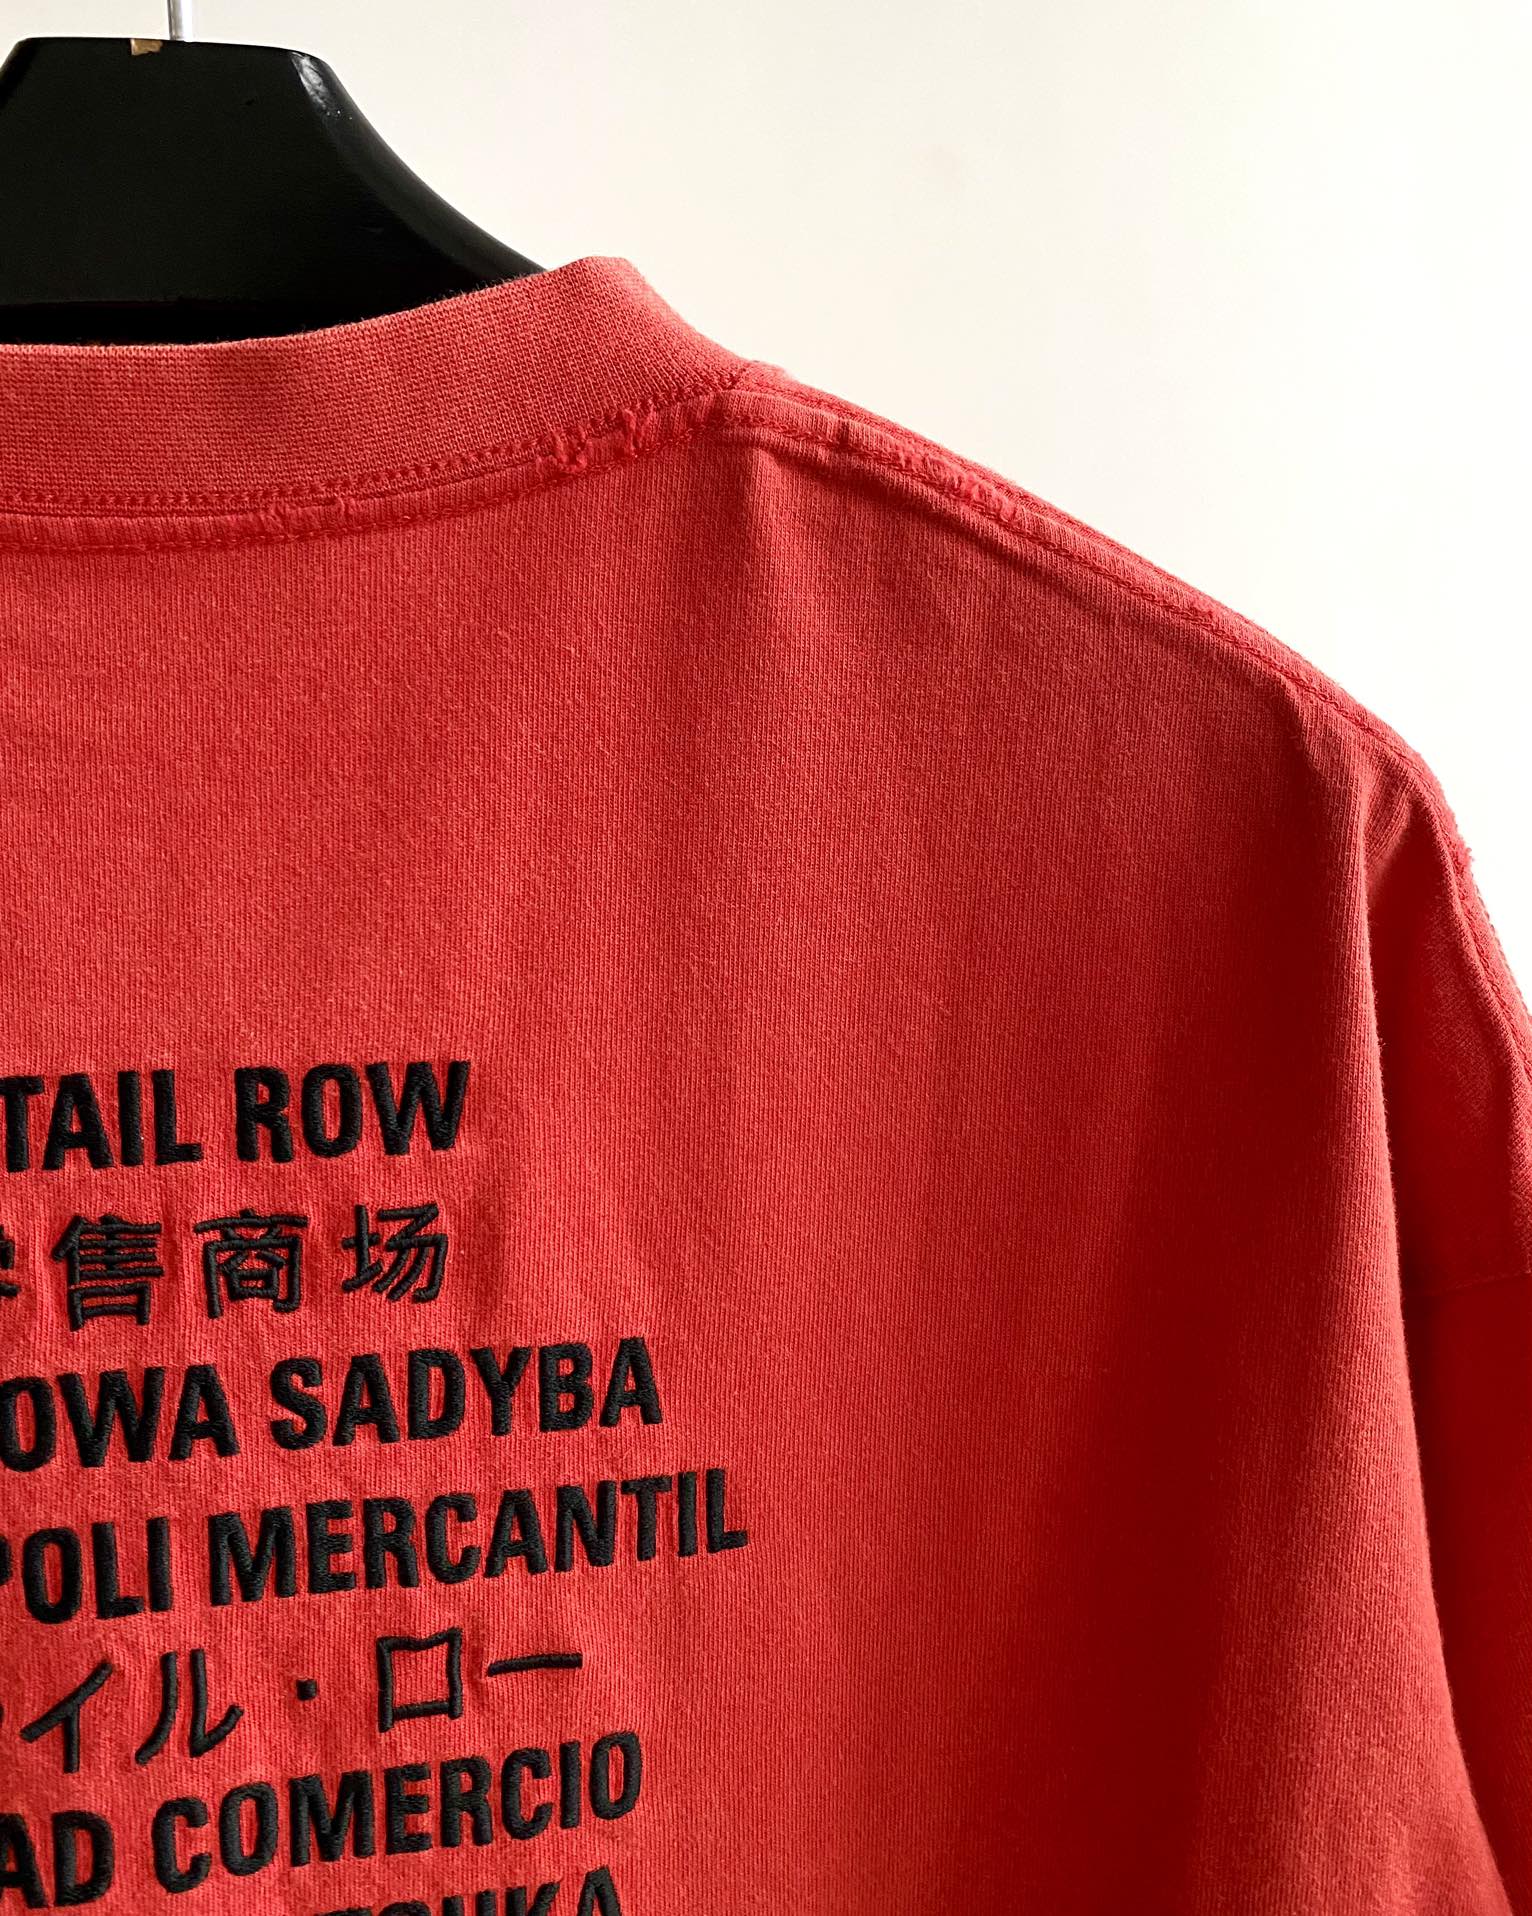 TAIL ROW
售商场
OWA SADYBA
POLI MERCANTIL
イル・ロー
AD COMERCIO